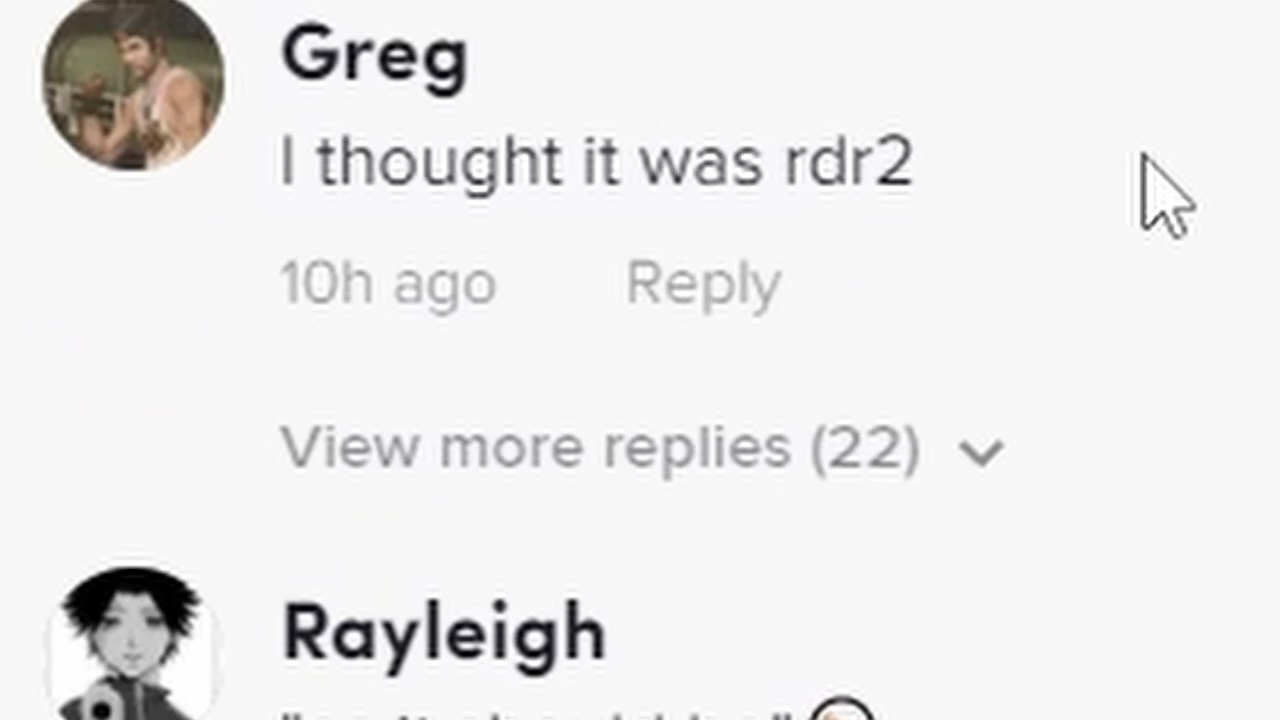 Greg
I thought it was rdr2
10h ago Reply
View more replies (22)
Rayleigh